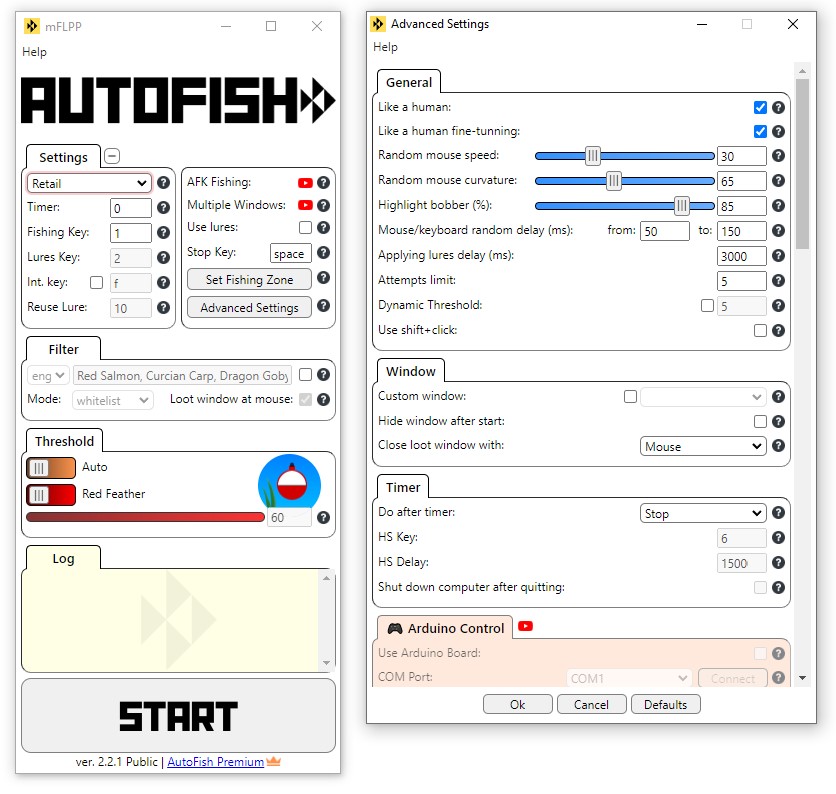 mFLPP
Help
AUTOFISH
Settings
Retail
Timer: 0
Fishing Key: 1
Lures Key: 2
Int. key: f
Reuse Lure: 10
AFK Fishing: ?
Multiple Windows: ?
Use lures: ?
Stop Key: space ?
Set Fishing Zone ?
Advanced Settings ?
Filter
eng Red Salmon, Curcian Carp, Dragon Goby ?
Mode: whitelist Loot window at mouse: ?
Threshold
Auto
Red Feather
60 ?
Log
START
ver. 2.2.1 Public | AutoFish Premium
Advanced Settings
Help
General
Like a human: ?
Like a human fine-tunning: ?
Random mouse speed: 30 ?
Random mouse curvature: 65 ?
Highlight bobber (%): 85 ?
Mouse/keyboard random delay (ms): from: 50 to: 150 ?
Applying lures delay (ms): 3000 ?
Attempts limit: 5 ?
Dynamic Threshold: 5 ?
Use shift+click: ?
Window
Custom window: ?
Hide window after start: ?
Close loot window with: Mouse ?
Timer
Do after timer: Stop ?
HS Key: 6 ?
HS Delay: 1500 ?
Shut down computer after quitting: ?
Arduino Control
Use Arduino Board: ?
COM Port: COM1 Connect ?
Ok Cancel Defaults